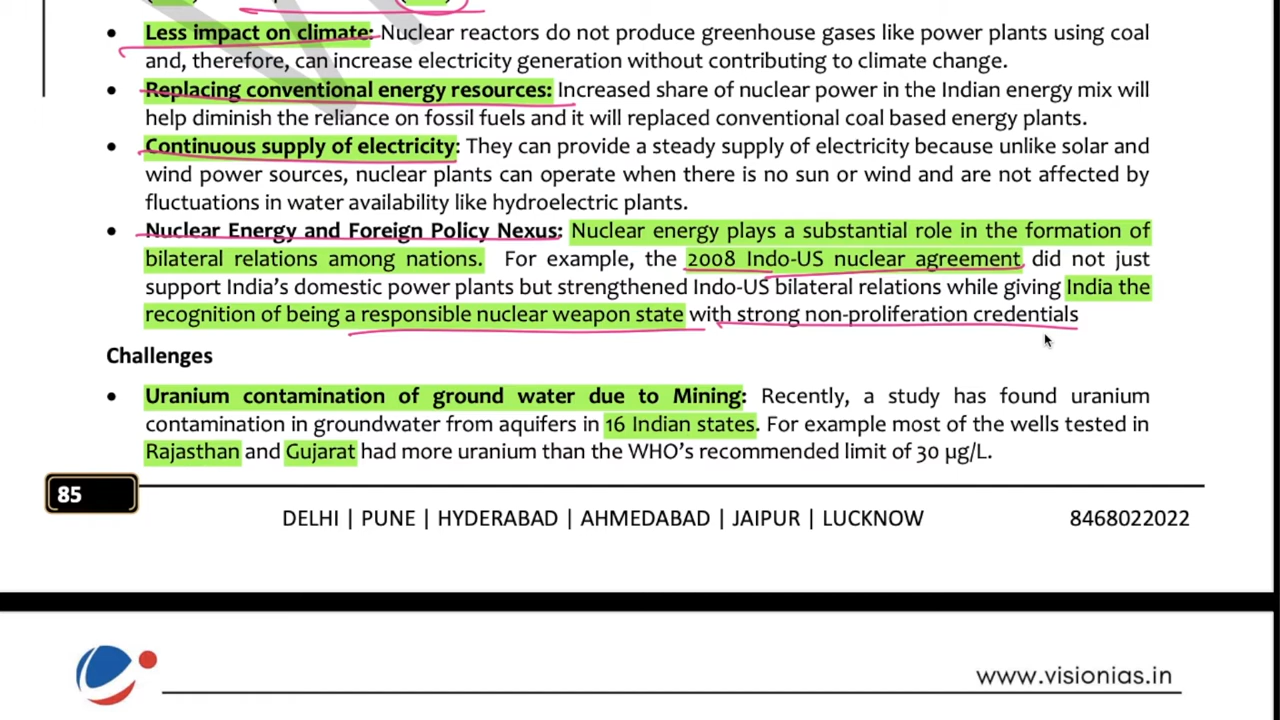 • Less impact on climate: Nuclear reactors do not produce greenhouse gases like power plants using coal
and, therefore, can increase electricity generation without contributing to climate change.
• Replacing conventional energy resources: Increased share of nuclear power in the Indian energy mix will
help diminish the reliance on fossil fuels and it will replaced conventional coal based energy plants.
• Continuous supply of electricity: They can provide a steady supply of electricity because unlike solar and
wind power sources, nuclear plants can operate when there is no sun or wind and are not affected by
fluctuations in water availability like hydroelectric plants.
• Nuclear Energy and Foreign Policy Nexus: Nuclear energy plays a substantial role in the formation of
bilateral relations among nations. For example, the 2008 Indo-US nuclear agreement did not just
support India's domestic power plants but strengthened Indo-US bilateral relations while giving India the
recognition of being a responsible nuclear weapon state with strong non-proliferation credentials
Challenges
• Uranium contamination of ground water due to Mining: Recently, a study has found uranium
contamination in groundwater from aquifers in 16 Indian states. For example most of the wells tested in
Rajasthan and Gujarat had more uranium than the WHO's recommended limit of 30 µg/L.
85
DELHI | PUNE | HYDERABAD | AHMEDABAD | JAIPUR | LUCKNOW 8468022022
www.visionias.in